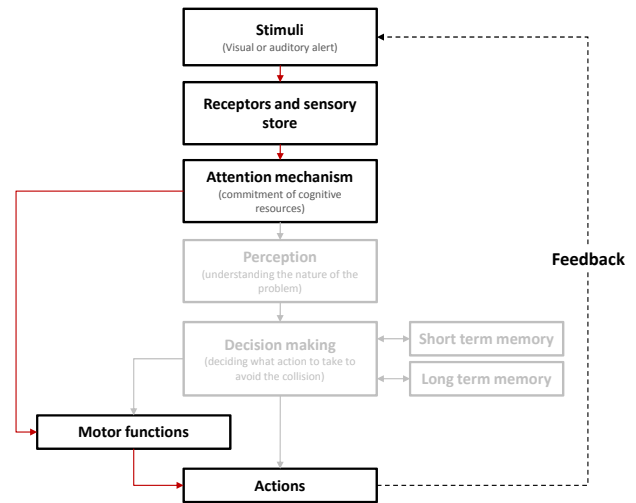 Stimuli
(Visual or auditory alert)
Receptors and sensory
store
Attention mechanism
(commitment of cognitive
resources)
Perception
(understanding the nature of the
problem)
Feedback
Decision making
(deciding what action to take to
avoid the collision)
Short term memory
Long term memory
Motor functions
Actions